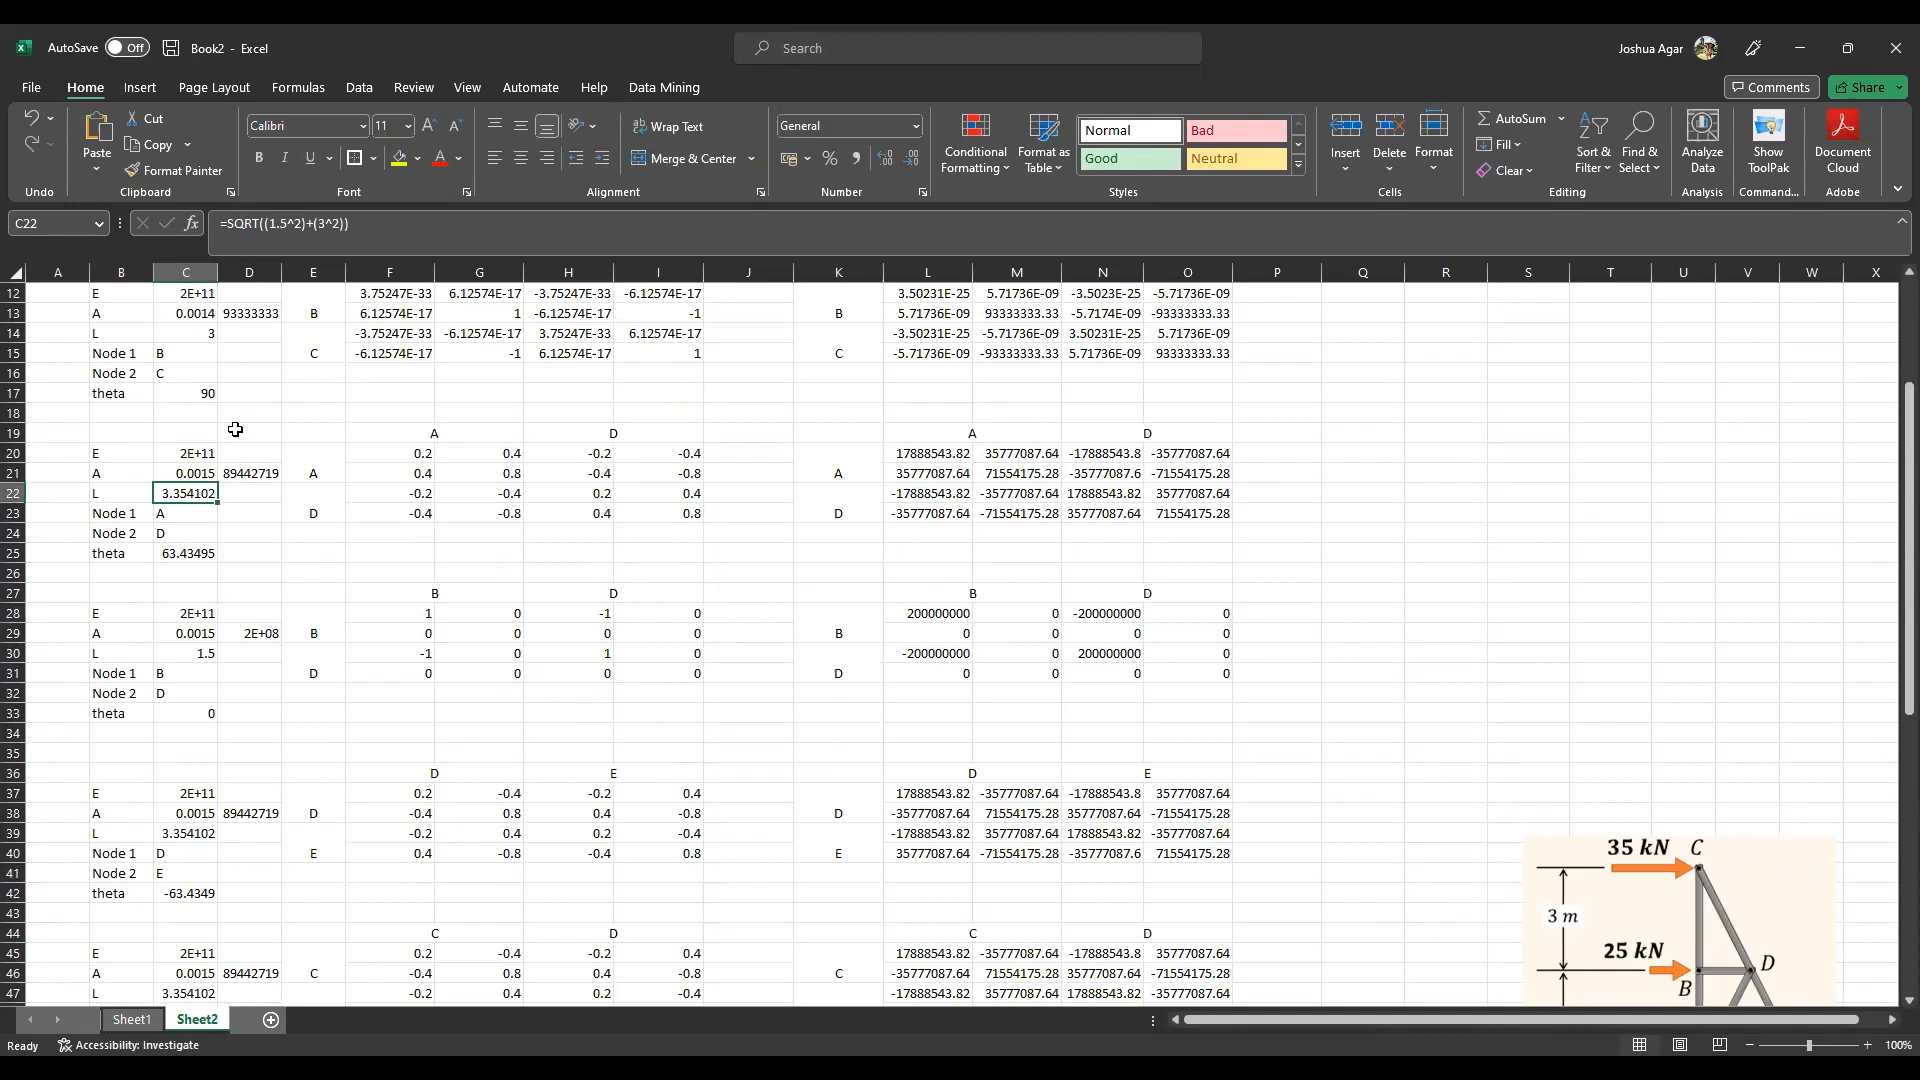 AutoSave Off Book2 - Excel Search Joshua Agar
File Home Insert Page Layout Formulas Data Review View Automate Help Data Mining Comments Share
Paste Cut Copy Format Painter
Calibri 11 B I U A
Wrap Text Merge & Center
General
Conditional Formatting Format as Table
Normal Bad Good Neutral
Insert Delete Format
AutoSum Fill Clear Sort & Filter Find & Select
Analyze Data Show ToolPak Document Cloud
Undo Clipboard Font Alignment Number Styles Cells Editing Analysis Command... Adobe
C22 fx =SQRT((1.5^2)+(3^2))
A B C D E F G H I J K L M N O P Q R S T U V W X
12 E 2E+11 3.75247E-33 6.12574E-17 -3.75247E-33 -6.12574E-17 3.50231E-25 5.71736E-09 -3.5023E-25 -5.71736E-09
13 A 0.0014 93333333 B 6.12574E-17 1 -6.12574E-17 -1 B 5.71736E-09 93333333.33 -5.7174E-09 -93333333.33
14 L 3 -3.75247E-33 -6.12574E-17 3.75247E-33 6.12574E-17 -3.50231E-25 -5.71736E-09 3.50231E-25 5.71736E-09
15 Node 1 B C -6.12574E-17 -1 6.12574E-17 1 C -5.71736E-09 -93333333.33 5.71736E-09 93333333.33
16 Node 2 C
17 theta 90
18
19 A D A D
20 E 2E+11 0.2 0.4 -0.2 -0.4 17888543.82 35777087.64 -17888543.8 -35777087.64
21 A 0.0015 89442719 A 0.4 0.8 -0.4 -0.8 A 35777087.64 71554175.28 -35777087.6 -71554175.28
22 L 3.354102 -0.2 -0.4 0.2 0.4 -17888543.82 -35777087.64 17888543.82 35777087.64
23 Node 1 A D -0.4 -0.8 0.4 0.8 D -35777087.64 -71554175.28 35777087.64 71554175.28
24 Node 2 D
25 theta 63.43495
26
27 B D B D
28 E 2E+11 1 0 -1 0 200000000 0 -200000000 0
29 A 0.0015 2E+08 B 0 0 0 0 B 0 0 0 0
30 L 1.5 -1 0 1 0 -200000000 0 200000000 0
31 Node 1 B D 0 0 0 0 D 0 0 0 0
32 Node 2 D
33 theta 0
34
35
36 D E D E
37 E 2E+11 0.2 -0.4 -0.2 0.4 17888543.82 -35777087.64 -17888543.8 35777087.64
38 A 0.0015 89442719 D -0.4 0.8 0.4 -0.8 D -35777087.64 71554175.28 35777087.64 -71554175.28
39 L 3.354102 -0.2 0.4 0.2 -0.4 -17888543.82 35777087.64 17888543.82 -35777087.64
40 Node 1 D E 0.4 -0.8 -0.4 0.8 E 35777087.64 -71554175.28 -35777087.6 71554175.28
41 Node 2 E
42 theta -63.4349
43
44 C D C D
45 E 2E+11 0.2 -0.4 -0.2 0.4 17888543.82 -35777087.64 -17888543.8 35777087.64
46 A 0.0015 89442719 C -0.4 0.8 0.4 -0.8 C -35777087.64 71554175.28 35777087.64 -71554175.28
47 L 3.354102 -0.2 0.4 0.2 -0.4 -17888543.82 35777087.64 17888543.82 -35777087.64
35 kN C
3 m
25 kN D
B
Sheet1 Sheet2
Ready Accessibility: Investigate 100%